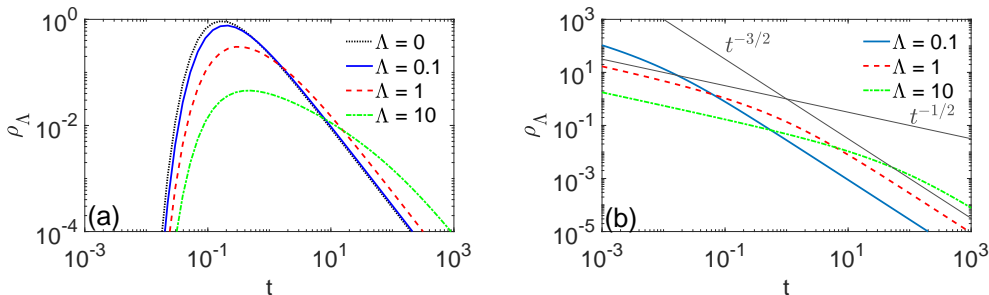 10^0
10^-2
10^-4
ρ_Λ
Λ = 0
Λ = 0.1
Λ = 1
Λ = 10
(a)
10^-3 10^-1 10^1 10^3
t
10^3
10^1
10^-1
10^-3
10^-5
ρ_Λ
t^{-3/2}
Λ = 0.1
Λ = 1
Λ = 10
t^{-1/2}
(b)
10^-3 10^-1 10^1 10^3
t